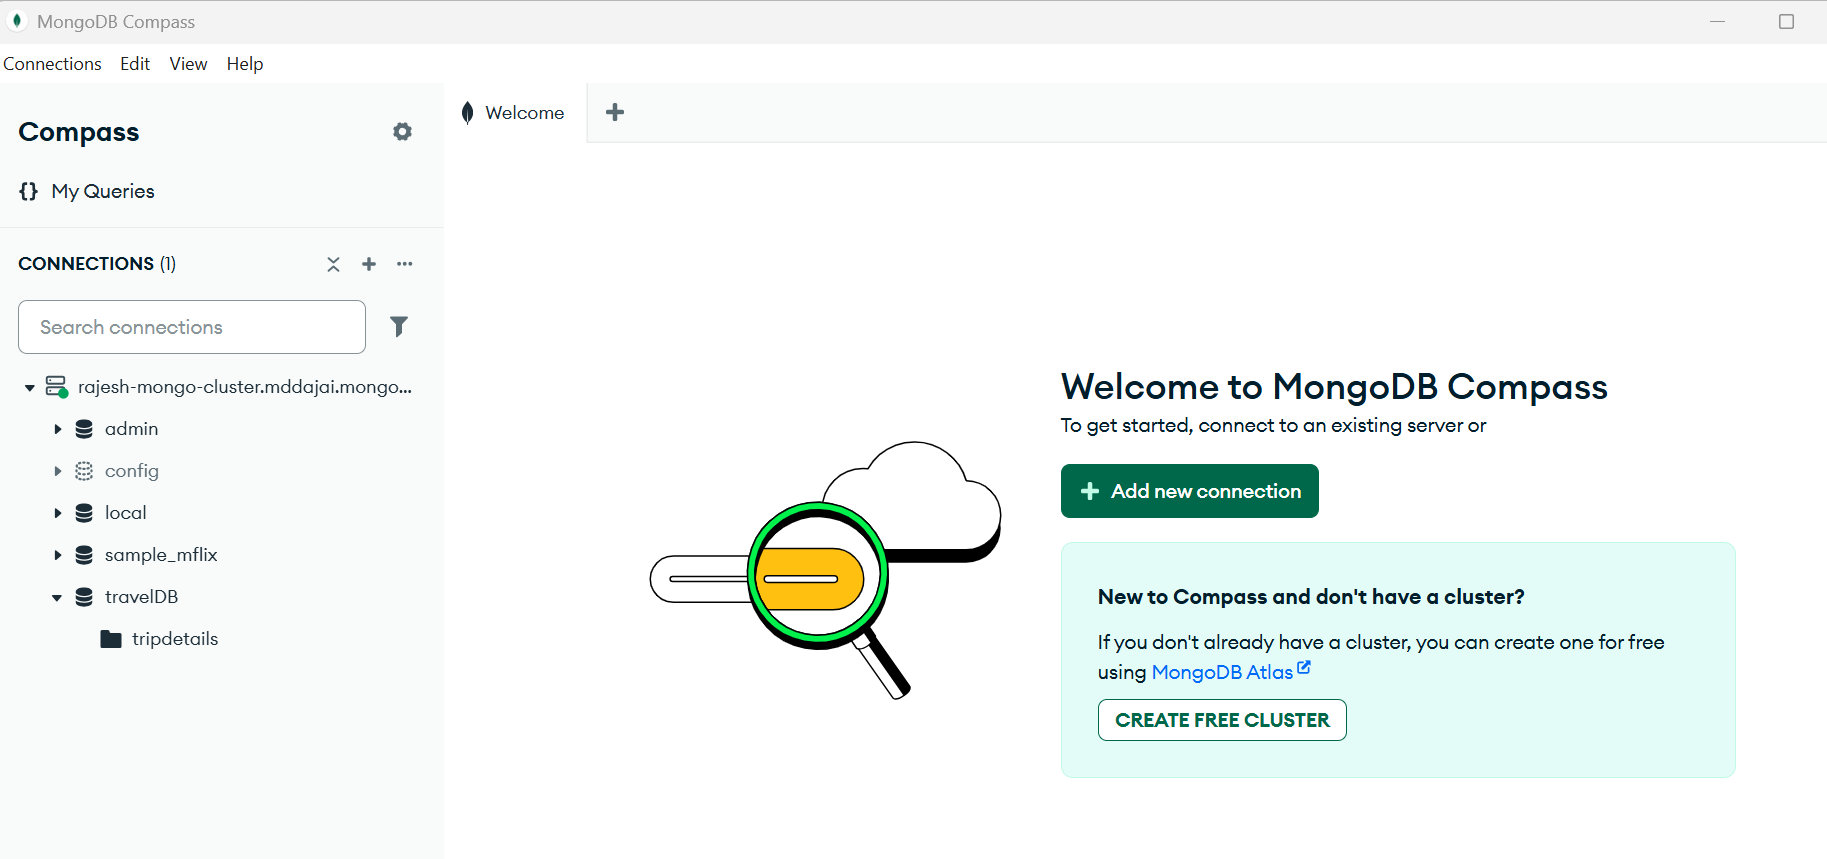 MongoDB Compass
Connections Edit View Help
Compass
Welcome
{} My Queries
CONNECTIONS (1)
Search connections
rajesh-mongo-cluster.mddajai.mongo...
admin
config
local
sample_mflix
travelDB
tripdetails
Welcome to MongoDB Compass
To get started, connect to an existing server or
Add new connection
New to Compass and don't have a cluster?
If you don't already have a cluster, you can create one for free
using MongoDB Atlas
CREATE FREE CLUSTER